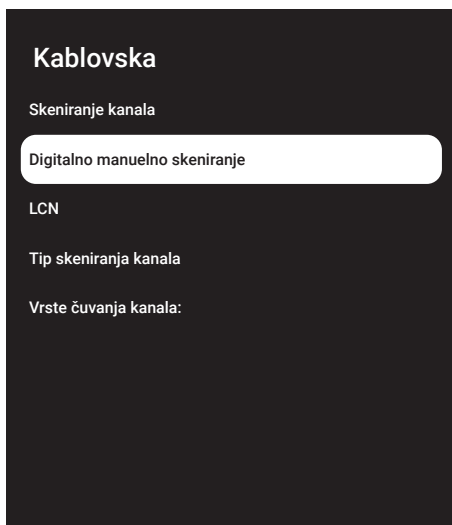 Kablovska
Skeniranje kanala
Digitalno manuelno skeniranje
LCN
Tip skeniranja kanala
Vrste čuvanja kanala: